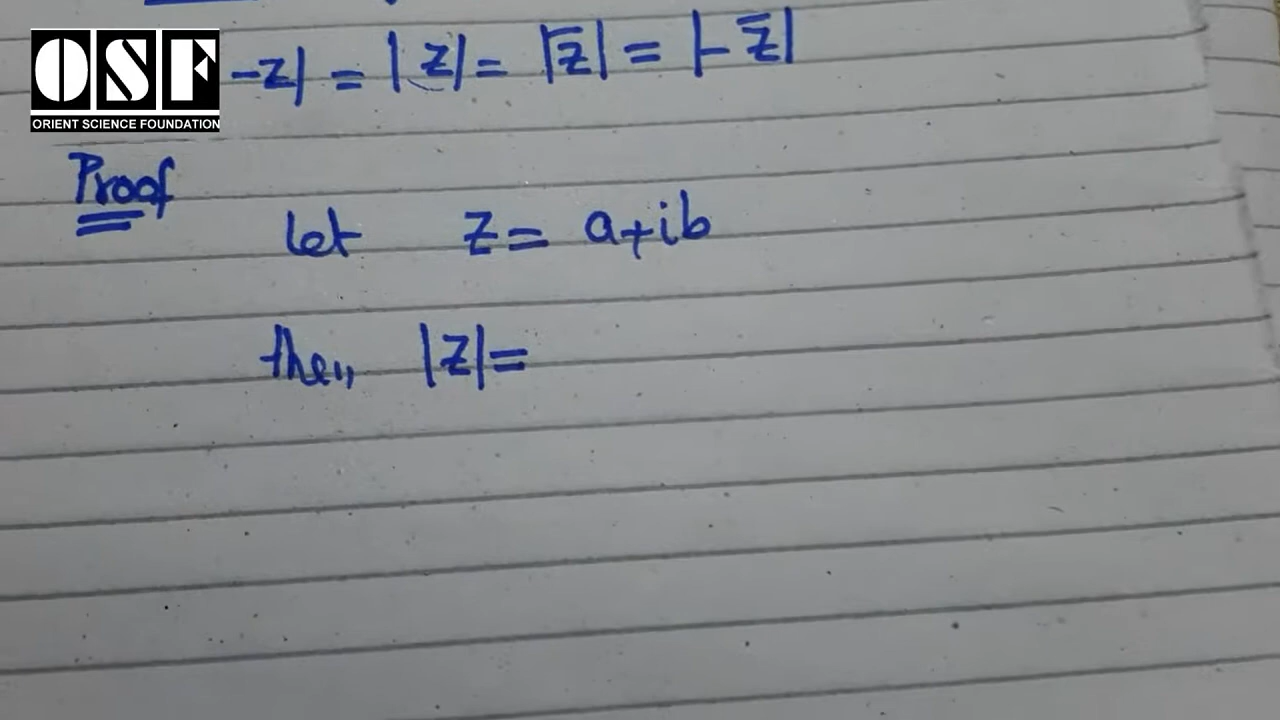 OSF
ORIENT SCIENCE FOUNDATION
-z| = |z| = |z̅| = |-z̅|
Proof
let z = a+ib
then, |z| =